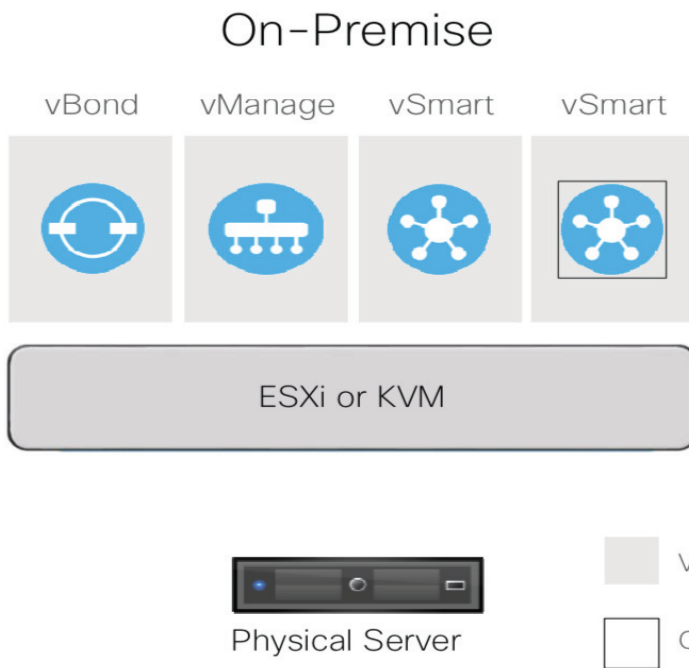 On-Premise
vBond vManage vSmart vSmart
ESXi or KVM
Physical Server